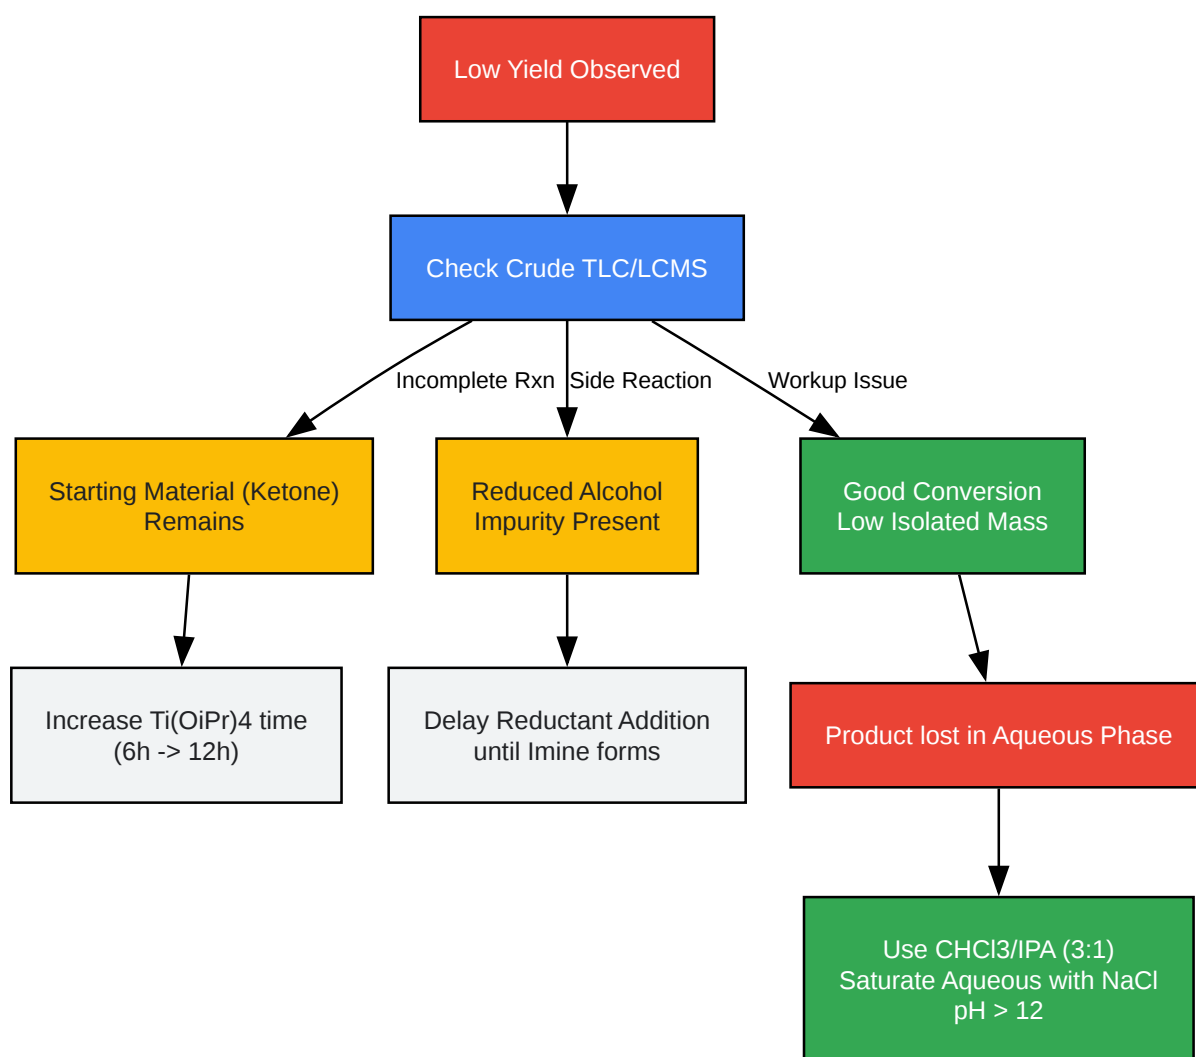 Low Yield Observed
Check Crude TLC/LCMS
Incomplete Rxn
Side Reaction
Workup Issue
Starting Material (Ketone)
Remains
Reduced Alcohol
Impurity Present
Good Conversion
Low Isolated Mass
Increase Ti(OiPr)4 time
(6h -> 12h)
Delay Reductant Addition
until Imine forms
Product lost in Aqueous Phase
Use CHCl3/IPA (3:1)
Saturate Aqueous with NaCl
pH > 12